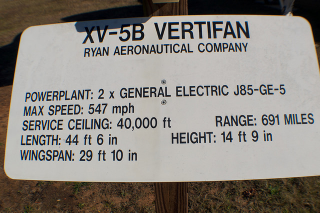 XV-5B VERTIFAN
RYAN AERONAUTICAL COMPANY
POWERPLANT: 2 x GENERAL ELECTRIC J85-GE-5
MAX SPEED: 547 mph
SERVICE CEILING: 40,000 ft RANGE: 691 MILES
LENGTH: 44 ft 6 in HEIGHT: 14 ft 9 in
WINGSPAN: 29 ft 10 in